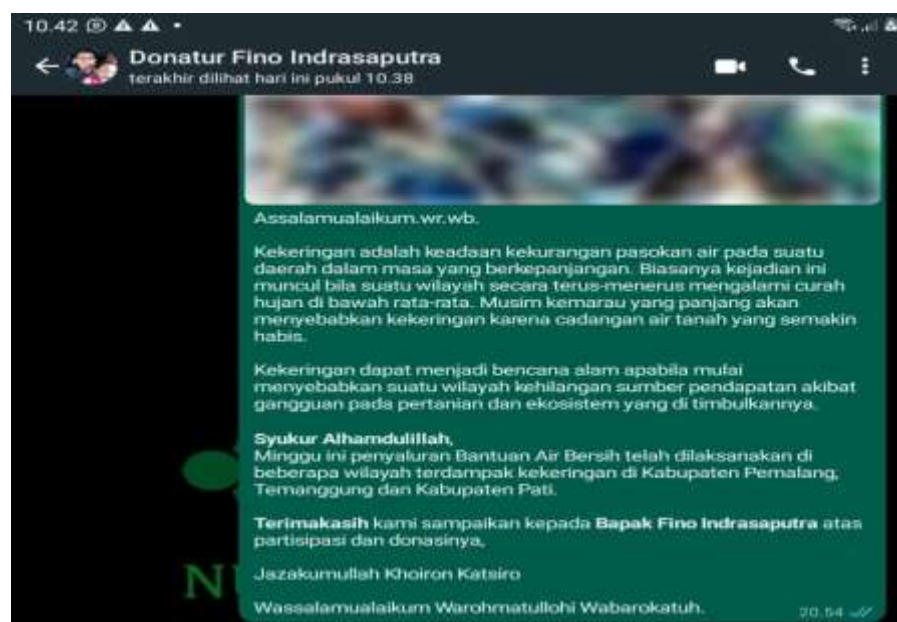 10.42
Donatur Fino Indrasaputra
terakhir dilihat hari ini pukul 10.38
Assalamualaikum.wr.wb.
Kekeringan adalah keadaan kekurangan pasokan air pada suatu
daerah dalam masa yang berkepanjangan. Biasanya kejadian ini
muncul bila suatu wilayah secara terus-menerus mengalami curah
hujan di bawah rata-rata. Musim kemarau yang panjang akan
menyebabkan kekeringan karena cadangan air tanah yang semakin
habis.
Kekeringan dapat menjadi bencana alam apabila mulai
menyebabkan suatu wilayah kehilangan sumber pendapatan akibat
gangguan pada pertanian dan ekosistem yang di timbulkannya.
Syukur Alhamdulillah,
Minggu ini penyaluran Bantuan Air Bersih telah dilaksanakan di
beberapa wilayah terdampak kekeringan di Kabupaten Pemalang,
Temanggung dan Kabupaten Pati.
Terimakasih kami sampaikan kepada Bapak Fino Indrasaputra atas
partisipasi dan donasinya,
Jazakumullah Khoiron Katsiro
Wassalamualaikum Warohmatullohi Wabarokatuh.
20.54